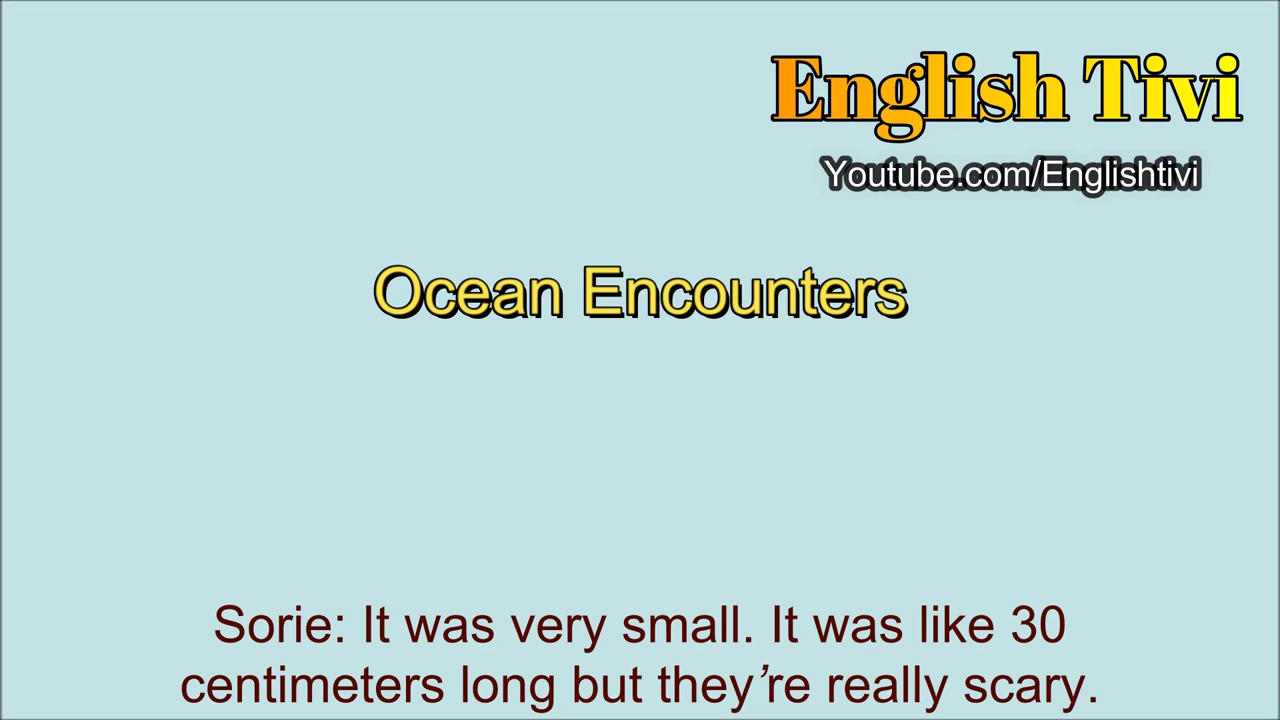 English Tivi
Youtube.com/Englishtivi
Ocean Encounters
Sorie: It was very small. It was like 30
centimeters long but they’re really scary.